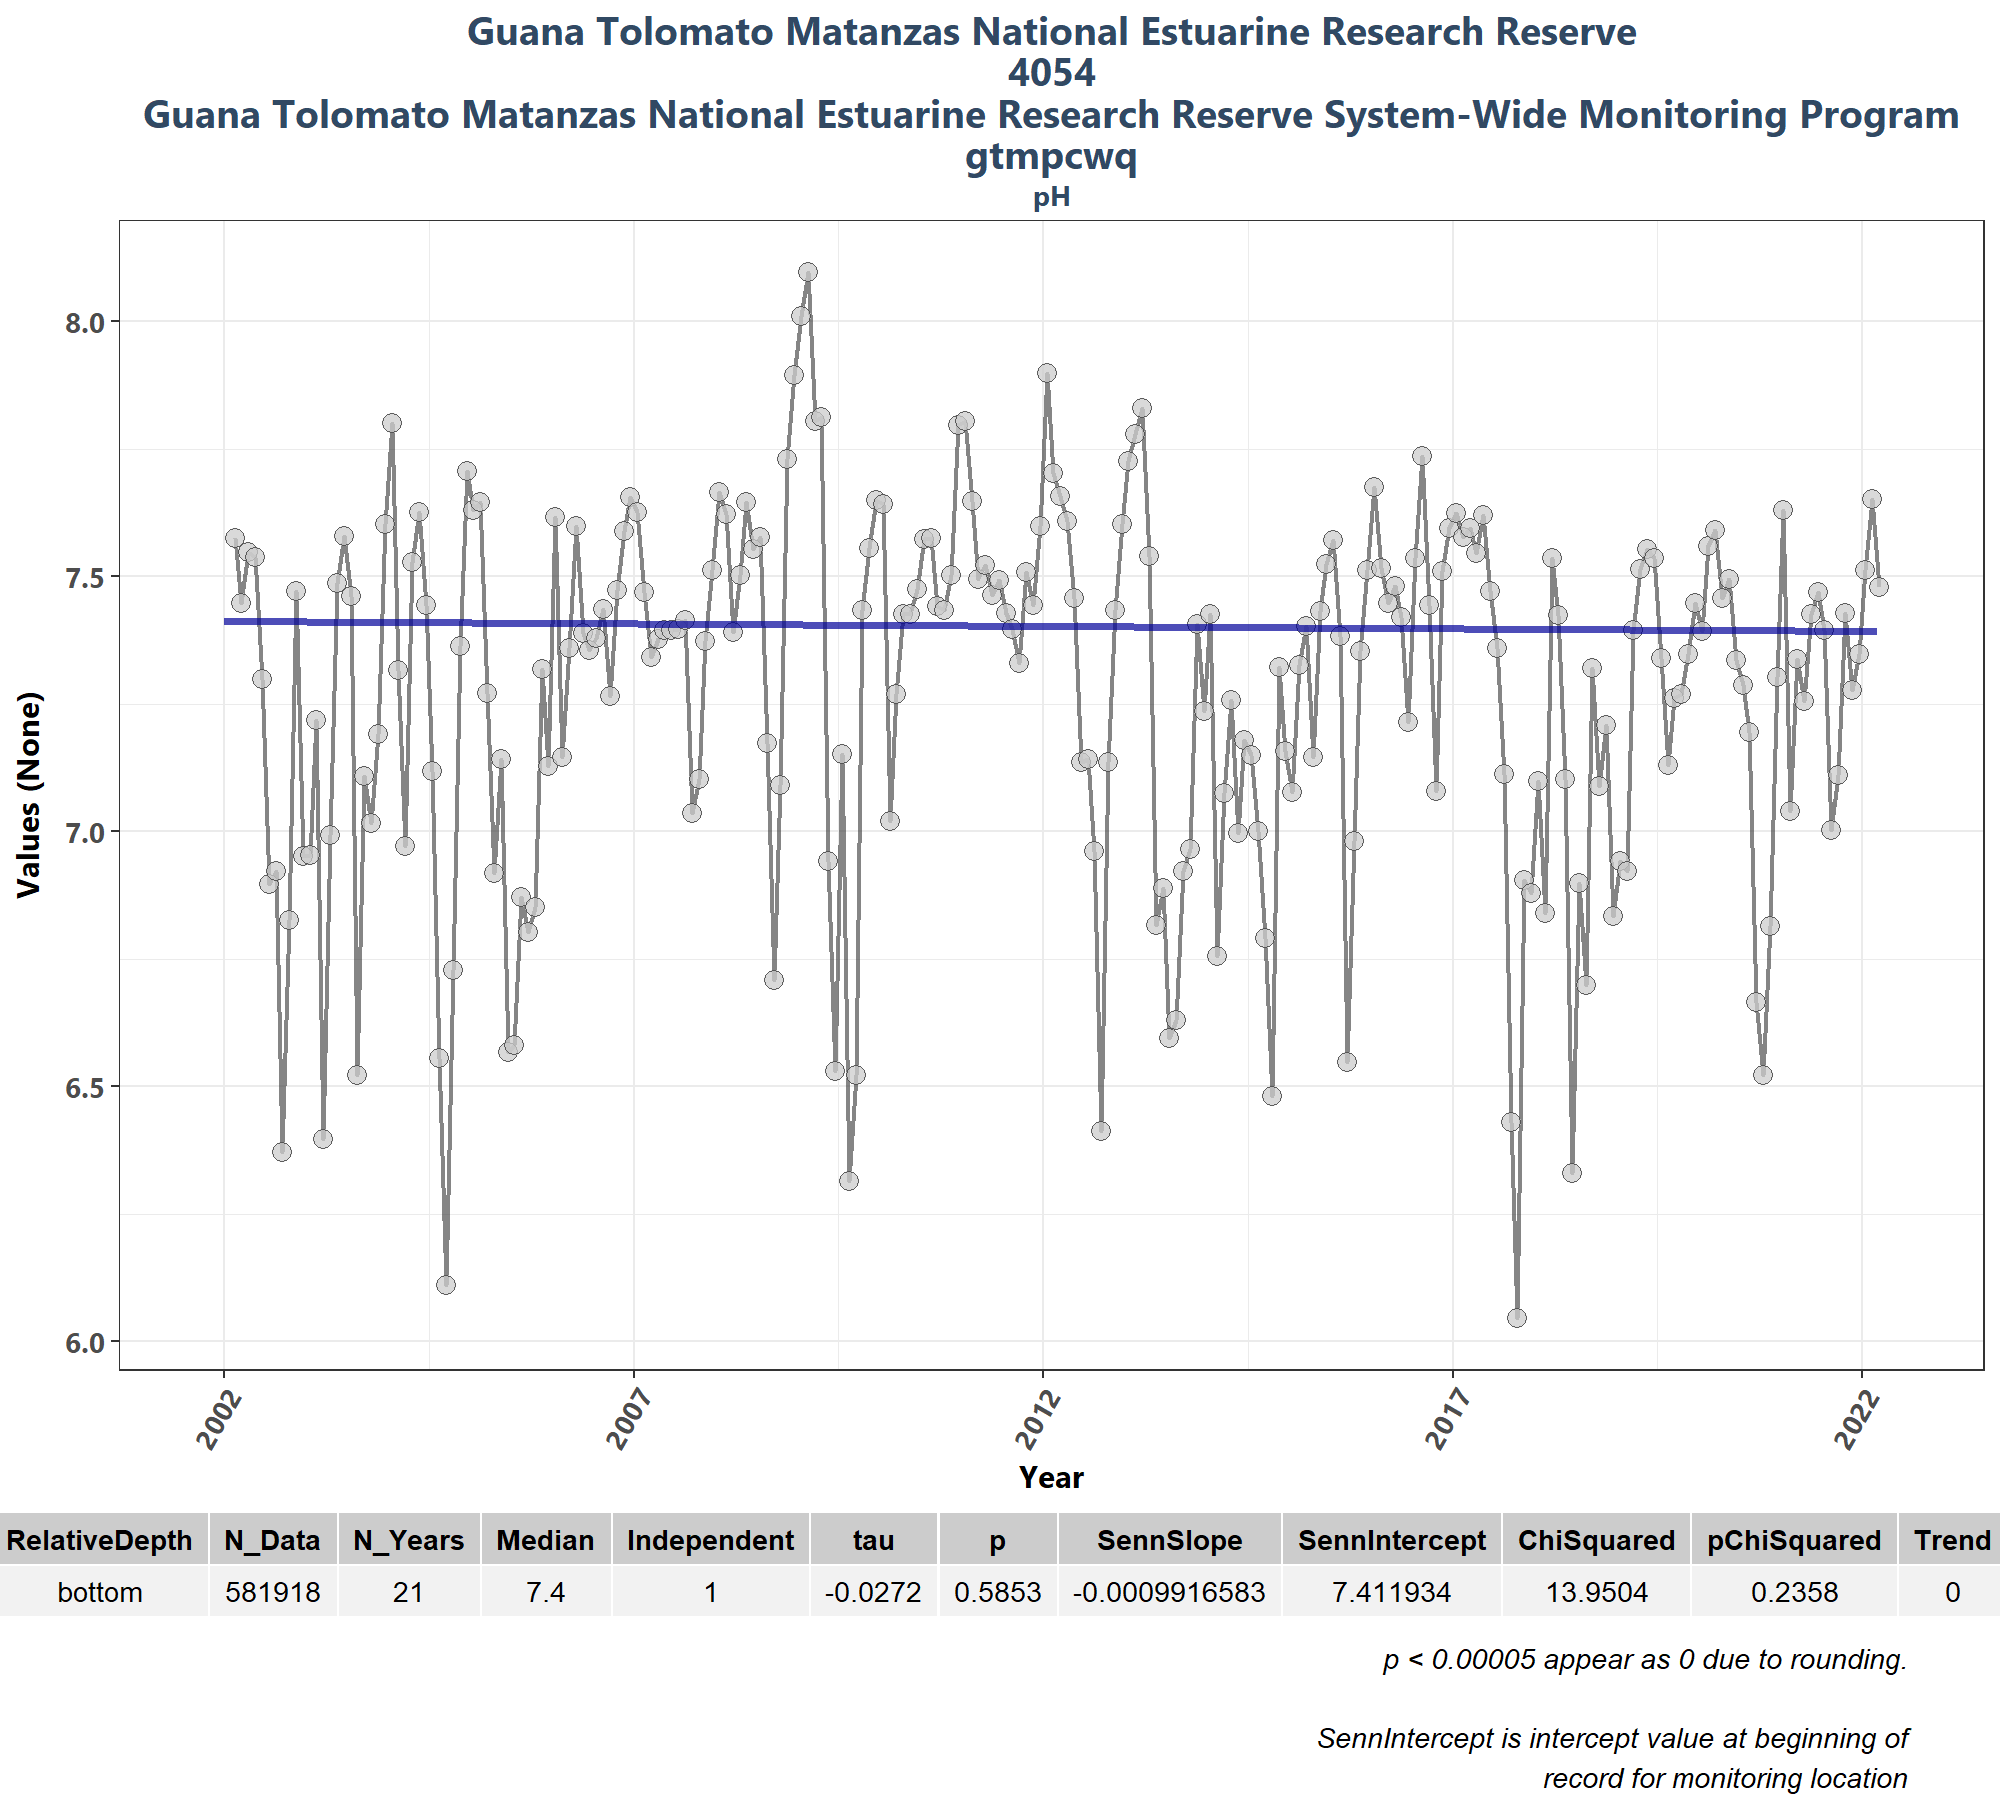 Guana Tolomato Matanzas National Estuarine Research Reserve
4054
Guana Tolomato Matanzas National Estuarine Research Reserve System-Wide Monitoring Program
gtmpcwq
pH
8.0
7.5
7.0
6.5
6.0
Values (None)
2002 2007 2012 2017 2022
Year
RelativeDepth N_Data N_Years Median Independent tau p SennSlope SennIntercept ChiSquared pChiSquared Trend
bottom 581918 21 7.4 1 -0.0272 0.5853 -0.0009916583 7.411934 13.9504 0.2358 0
p < 0.00005 appear as 0 due to rounding.
SennIntercept is intercept value at beginning of
record for monitoring location